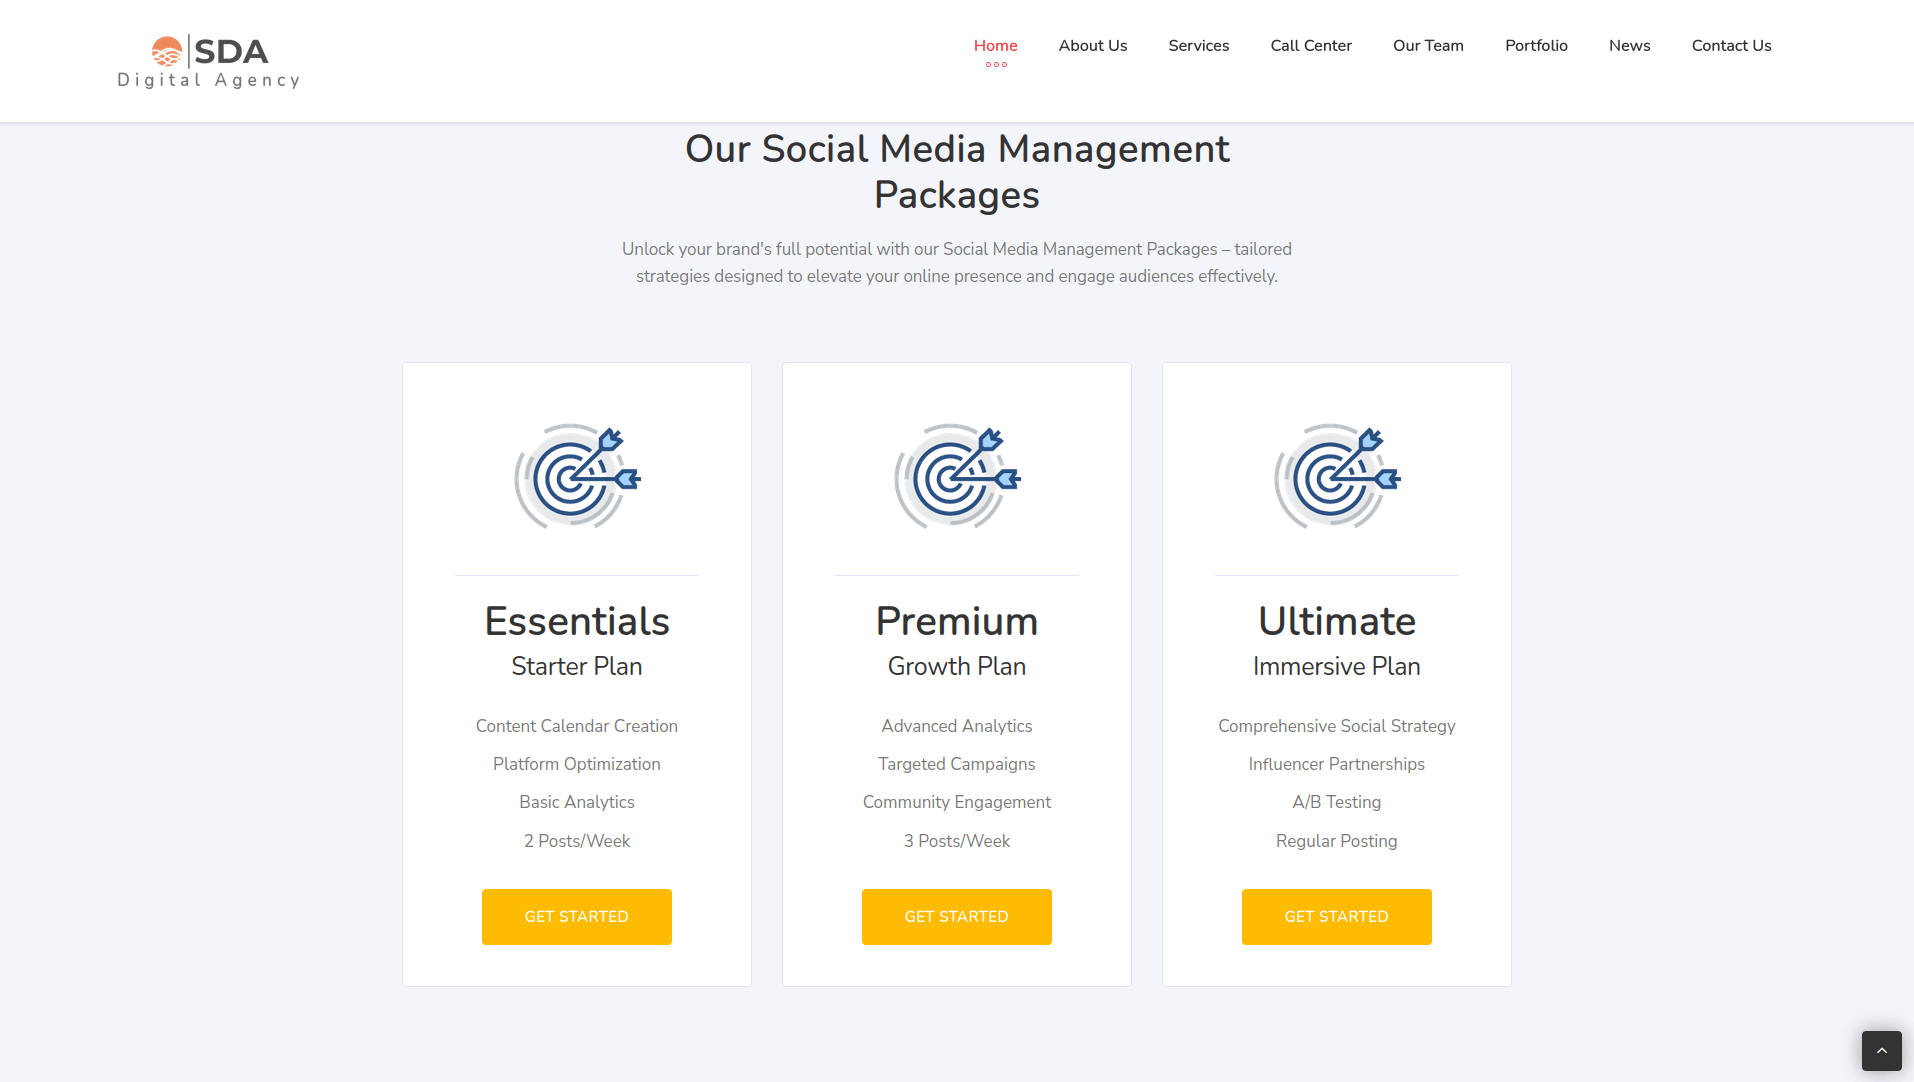 SDA
Digital Agency
Home
About Us
Services
Call Center
Our Team
Portfolio
News
Contact Us
Our Social Media Management
Packages
Unlock your brand's full potential with our Social Media Management Packages – tailored
strategies designed to elevate your online presence and engage audiences effectively.
Essentials
Starter Plan
Content Calendar Creation
Platform Optimization
Basic Analytics
2 Posts/Week
GET STARTED
Premium
Growth Plan
Advanced Analytics
Targeted Campaigns
Community Engagement
3 Posts/Week
GET STARTED
Ultimate
Immersive Plan
Comprehensive Social Strategy
Influencer Partnerships
A/B Testing
Regular Posting
GET STARTED